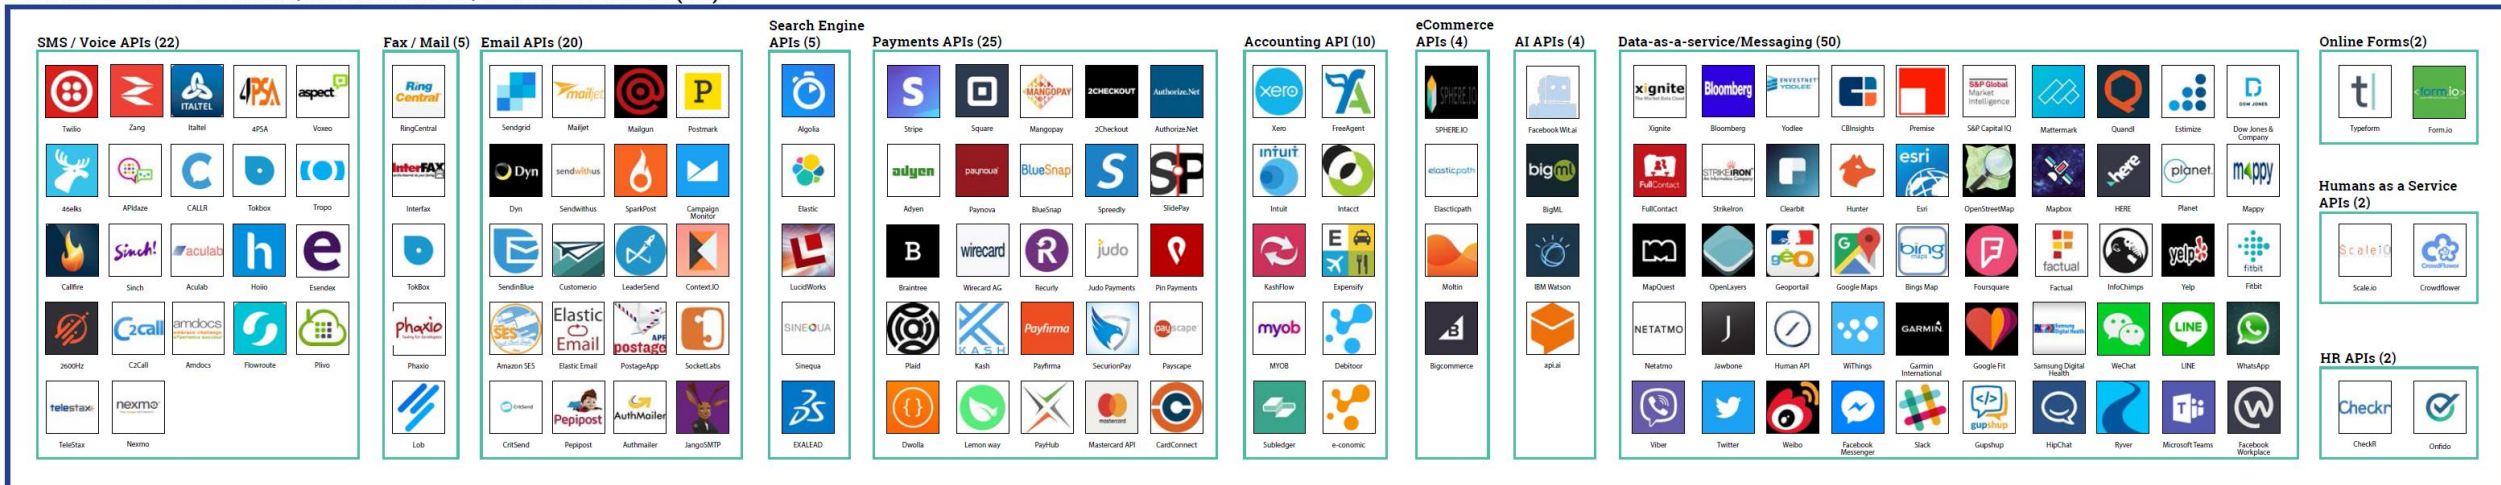 SMS / Voice APIs (22)
Twilio
Zang
Italtel
4PSA
Voxeo
46elks
APIdaze
CALLR
Tokbox
Tropo
Callfire
Sinch
Aculab
Hoiio
Esendex
2600Hz
C2Call
Amdocs
Flowroute
Plivo
TeleStax
Nexmo
Fax / Mail (5)
RingCentral
Interfax
TokBox
Phaxio
Lob
Email APIs (20)
Sendgrid
Mailjet
Mailgun
Postmark
Dyn
Sendwithus
SparkPost
Campaign
Monitor
SendinBlue
Customer.io
LeaderSend
Context.IO
Amazon SES
Elastic Email
PostageApp
SocketLabs
CritSend
Pepipost
Authmailer
JangoSMTP
Search Engine
APIs (5)
Algolia
Elastic
LucidWorks
Sinequa
EXALEAD
Payments APIs (25)
Stripe
Square
Mangopay
2Checkout
Authorize.Net
Adyen
Paynova
BlueSnap
Spreedly
SlidePay
Braintree
Wirecard AG
Recurly
Judo Payments
Pin Payments
Plaid
Kash
Payfirma
SecurionPay
Payscape
Dwolla
Lemon way
PayHub
Mastercard API
CardConnect
Accounting API (10)
Xero
FreeAgent
Intuit
Intacct
KashFlow
Expensify
MYOB
Debitoor
Subledger
e-conomic
eCommerce
APIs (4)
SPHERE.IO
Elascticpath
Moltin
Bigcommerce
AI APIs (4)
Facebook Wit.ai
BigML
IBM Watson
api.ai
Data-as-a-service/Messaging (50)
Xignite
Bloomberg
Yodlee
CBInsights
Premise
S&P Capital IQ
Mattermark
Quandl
Estimize
Dow Jones &
Company
FullContact
StrikeIron
Clearbit
Hunter
Esri
OpenStreetMap
Mapbox
HERE
Planet
Mappy
MapQuest
OpenLayers
Geoportail
Google Maps
Bings Map
Foursquare
Factual
InfoChimps
Yelp
Fitbit
Netatmo
Jawbone
Human API
WiThings
Garmin
International
Google Fit
Samsung Digital
Health
WeChat
LINE
WhatsApp
Viber
Twitter
Weibo
Facebook
Messenger
Slack
Gupshup
HipChat
Ryver
Microsoft Teams
Facebook
Workplace
Online Forms(2)
Typeform
Form.io
Humans as a Service
APIs (2)
Scale.io
Crowdflower
HR APIs (2)
CheckR
Onfido